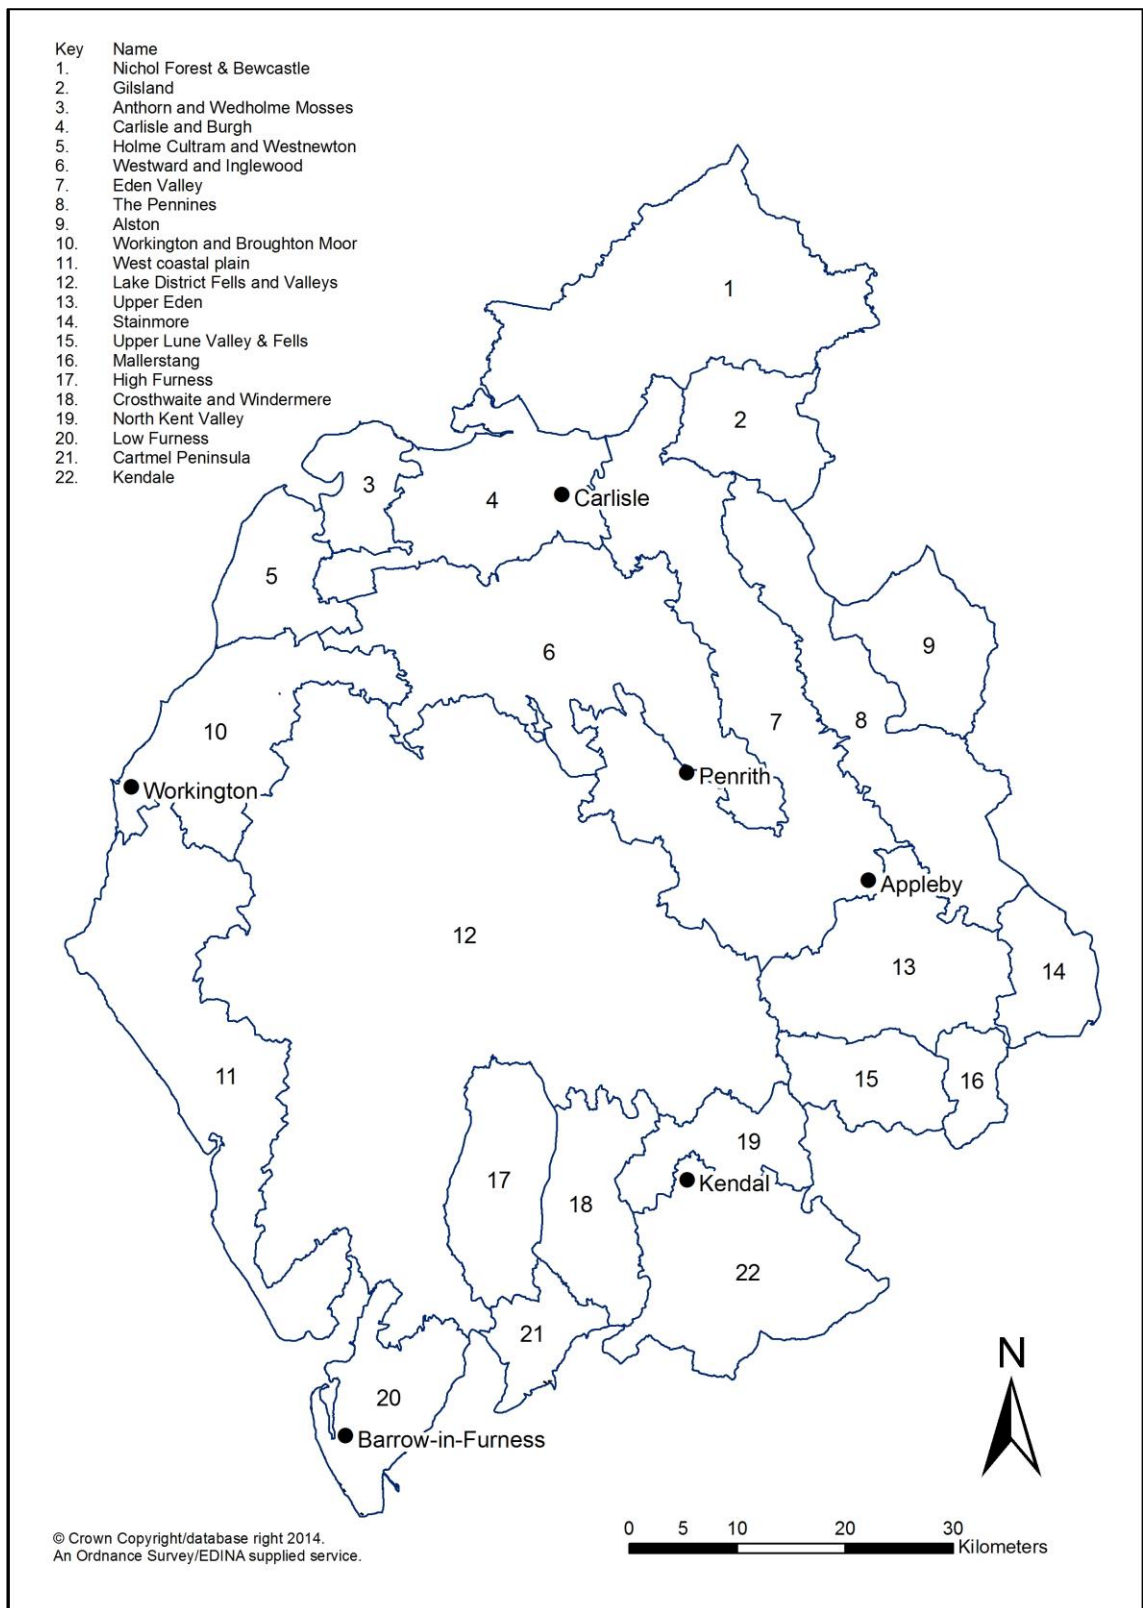 Key Name
1. Nichol Forest & Bewcastle
2. Gilsland
3. Anthorn and Wedholme Mosses
4. Carlisle and Burgh
5. Holme Cultram and Westnewton
6. Westward and Inglewood
7. Eden Valley
8. The Pennines
9. Alston
10. Workington and Broughton Moor
11. West coastal plain
12. Lake District Fells and Valleys
13. Upper Eden
14. Stainmore
15. Upper Lune Valley & Fells
16. Mallerstang
17. High Furness
18. Crosthwaite and Windermere
19. North Kent Valley
20. Low Furness
21. Cartmel Peninsula
22. Kendale
1
2
3
4
Carlisle
5
6
9
7
8
10
Penrith
Workington
Appleby
12
13
14
11
15
16
19
17
Kendal
18
22
21
N
20
Barrow-in-Furness
0 5 10 20 30
Kilometers
© Crown Copyright/database right 2014.
An Ordnance Survey/EDINA supplied service.